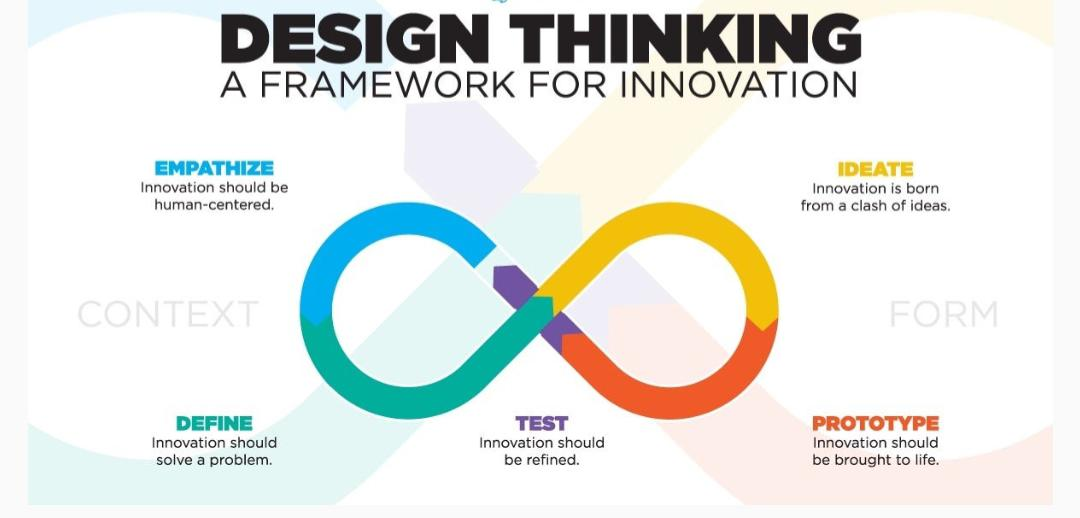 DESIGN THINKING
A FRAMEWORK FOR INNOVATION
EMPATHIZE
Innovation should be
human-centered.
IDEATE
Innovation is born
from a clash of ideas.
CONTEXT
FORM
DEFINE
Innovation should
solve a problem.
TEST
Innovation should
be refined.
PROTOTYPE
Innovation should
be brought to life.